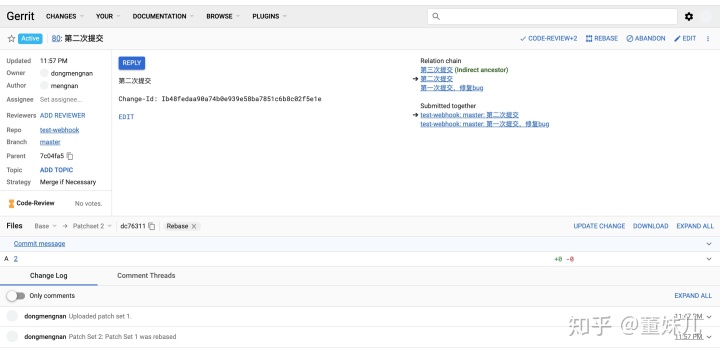 Gerrit CHANGES YOUR DOCUMENTATION BROWSE PLUGINS
Active 80: 第二次提交 CODE-REVIEW+2 REBASE ABANDON EDIT
Updated 11:57 PM
Owner dongmengnan
Author mengnan
Assignee Set assignee...
Reviewers ADD REVIEWER
Repo test-webhook
Branch master
Parent 7c04fa5
Topic ADD TOPIC
Strategy Merge if Necessary
Code-Review No votes.
REPLY
第二次提交
Change-Id: Ib48fedaa90a74b0e939e58ba7851c6b8c02f5e1e
EDIT
Relation chain
第三次提交 (Indirect ancestor)
→ 第二次提交
第一次提交、修复bug
Submitted together
→ test-webhook: master: 第二次提交
test-webhook: master: 第一次提交、修复bug
Files Base → Patchset 2 dc76311 Rebase UPDATE CHANGE DOWNLOAD EXPAND ALL
Commit message
A 2 +0 -0
Change Log Comment Threads
Only comments EXPAND ALL
dongmengnan Uploaded patch set 1.
dongmengnan Patch Set 2: Patch Set 1 was rebased 11:57 PM
知乎 @董妹儿